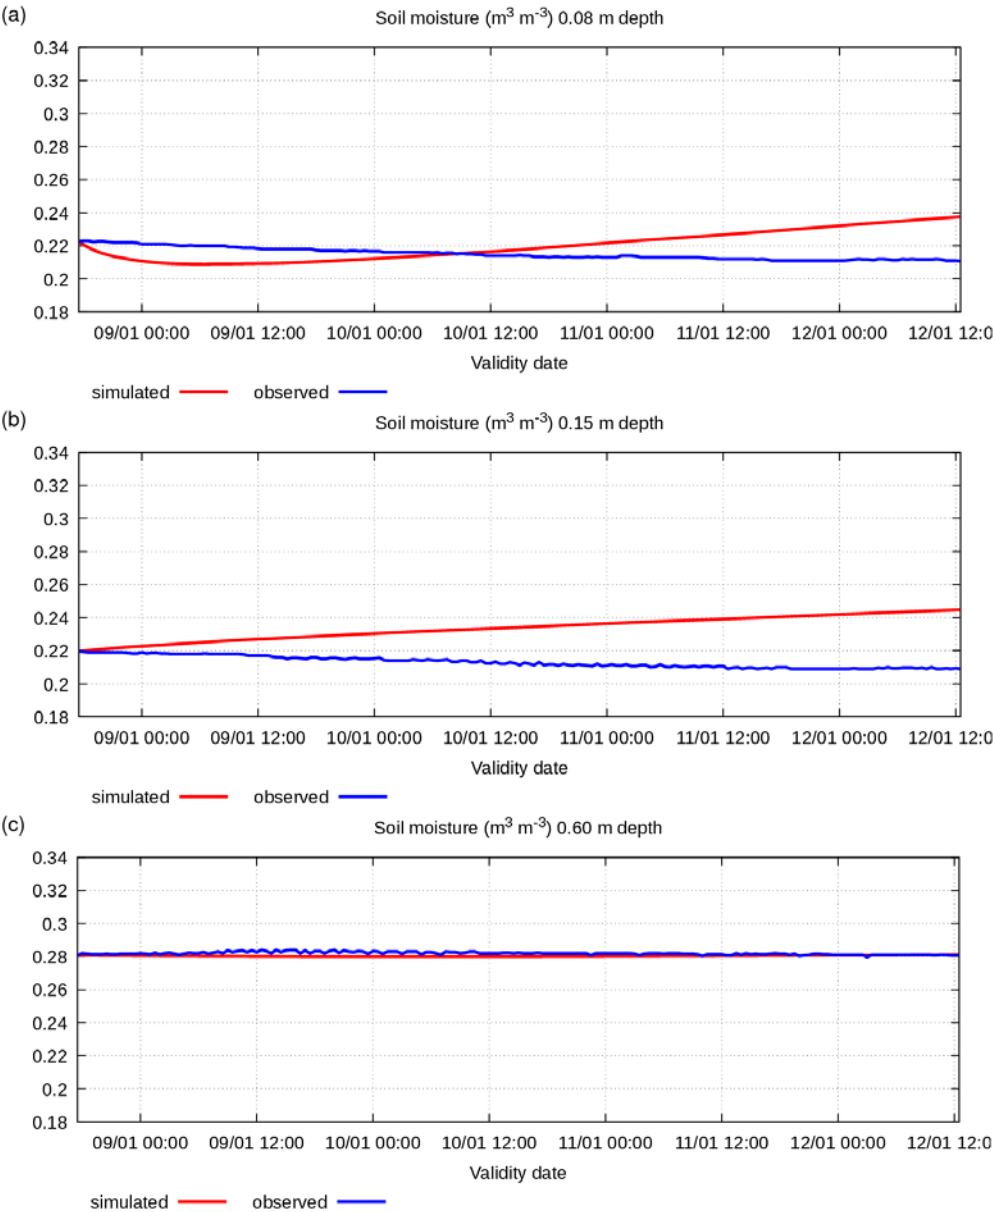 (a)
Soil moisture (m³ m⁻³) 0.08 m depth
0.34
0.32
0.3
0.28
0.26
0.24
0.22
0.2
0.18
09/01 00:00 09/01 12:00 10/01 00:00 10/01 12:00 11/01 00:00 11/01 12:00 12/01 00:00 12/01 12:0
Validity date
simulated observed
(b)
Soil moisture (m³ m⁻³) 0.15 m depth
0.34
0.32
0.3
0.28
0.26
0.24
0.22
0.2
0.18
09/01 00:00 09/01 12:00 10/01 00:00 10/01 12:00 11/01 00:00 11/01 12:00 12/01 00:00 12/01 12:0
Validity date
simulated observed
(c)
Soil moisture (m³ m⁻³) 0.60 m depth
0.34
0.32
0.3
0.28
0.26
0.24
0.22
0.2
0.18
09/01 00:00 09/01 12:00 10/01 00:00 10/01 12:00 11/01 00:00 11/01 12:00 12/01 00:00 12/01 12:0
Validity date
simulated observed